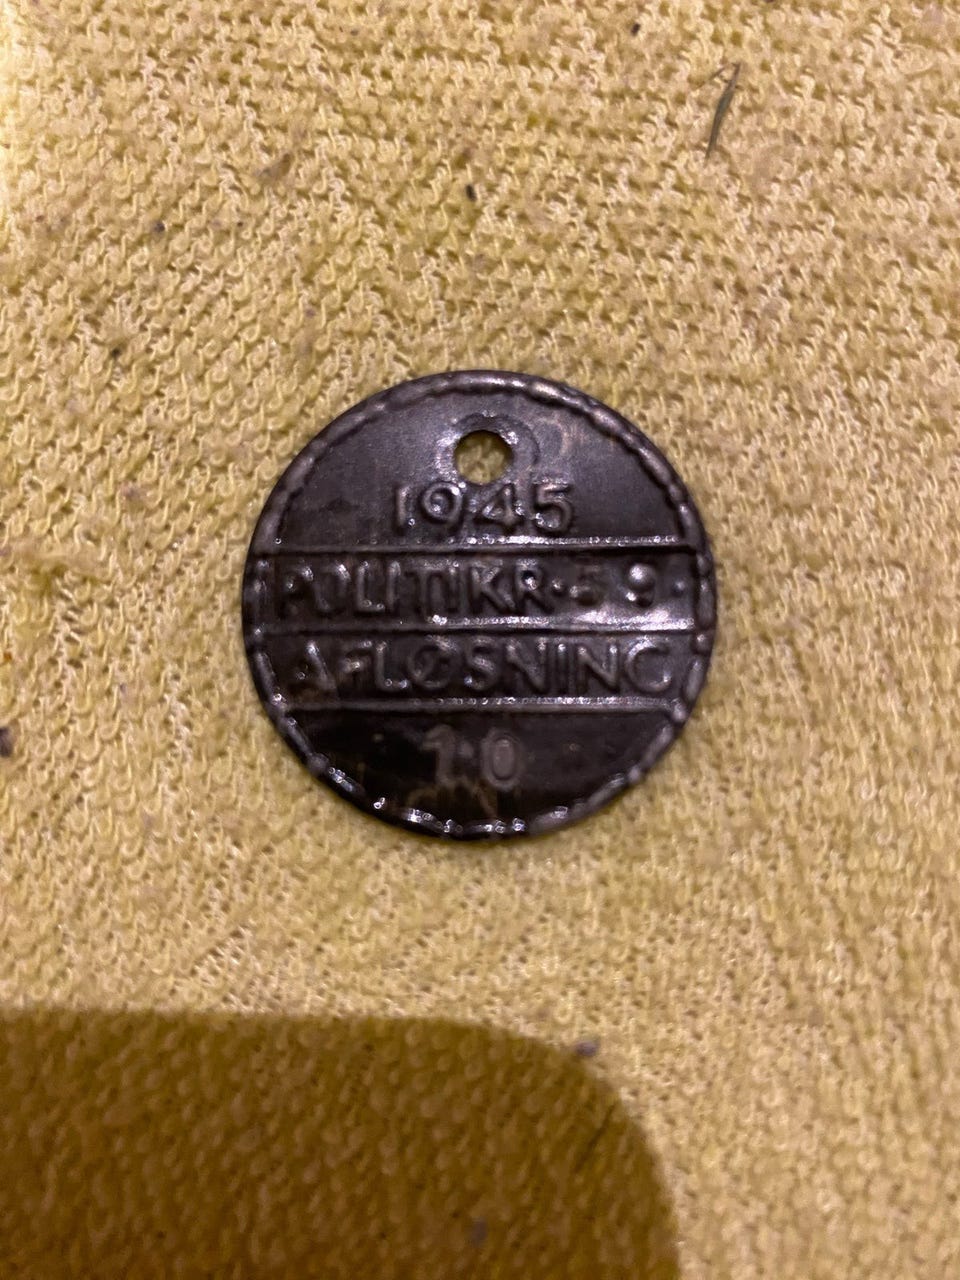 1945
POLITIKR·59·
AFLØSNING
10